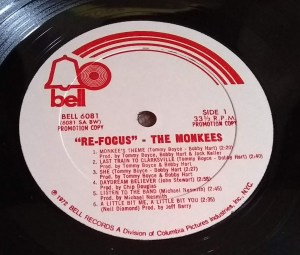 bell
BELL 6081
(6081 SA BW)
PROMOTION COPY
SIDE 1
33⅓ R.P.M.
PROMOTION COPY
"RE-FOCUS" - THE MONKEES
1. MONKEE'S THEME (Tommy Boyce - Bobby Hart) (2:20)
Prod. by Tommy Boyce, Bobby Hart & Jack Keller
2. LAST TRAIN TO CLARKSVILLE (Tommy Boyce - Bobby Hart) (2:40)
Prod. by Tommy Boyce & Bobby Hart
3. SHE (Tommy Boyce - Bobby Hart) (2:27)
Prod. by Tommy Boyce & Bobby Hart
4. DAYDREAM BELIEVER (John Stewart) (2:55)
Prod. by Chip Douglas
5. LISTEN TO THE BAND (Michael Nesmith)
Prod. by Michael Nesmith
6. A LITTLE BIT ME, A LITTLE BIT YOU (2:35)
(Neil Diamond) Prod. by Jeff Barry
℗ 1972 BELL RECORDS A Division of Columbia Pictures Industries, Inc., NYC